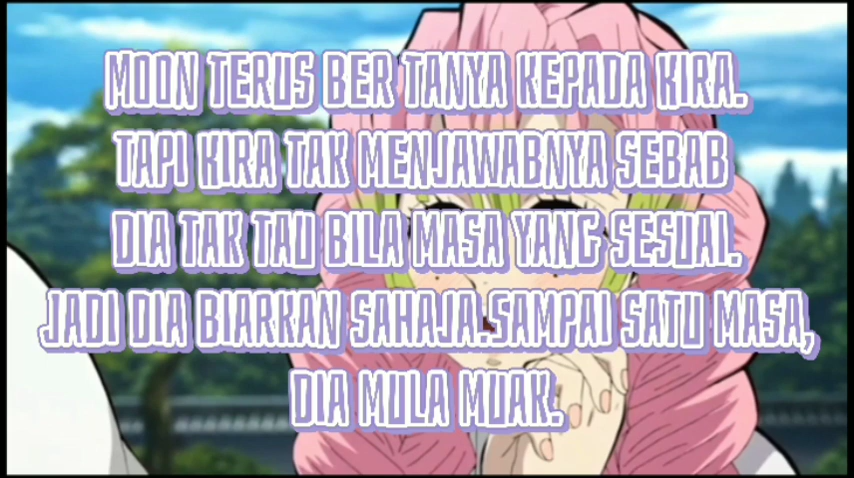 MOON TERUS BER TANYA KEPADA KIRA.
TAPI KIRA TAK MENJAWABNYA SEBAB
DIA TAK TAU BILA MASA YANG SESUAI.
JADI DIA BIARKAN SAHAJA.SAMPAI SATU MASA,
DIA MULA MUAK.